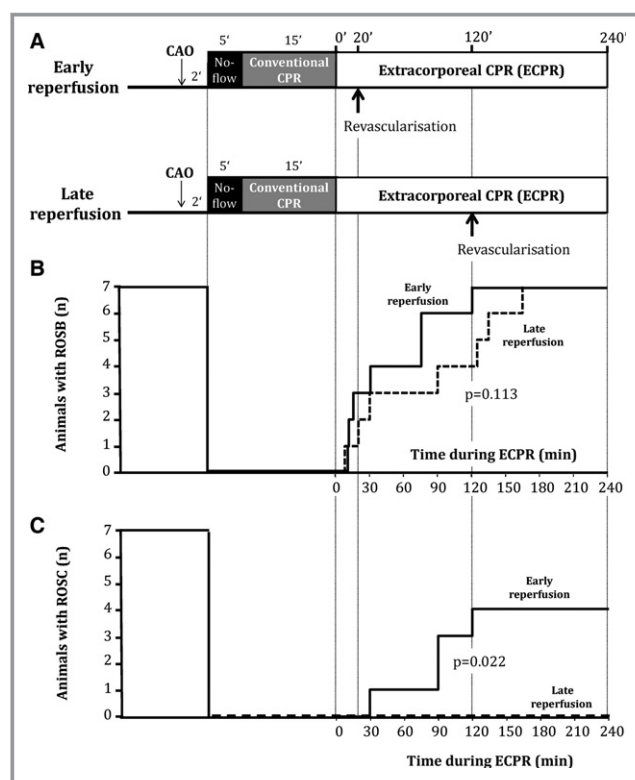 A
Early
reperfusion
CAO
2‘
5’
15’
0’ 20’
120’
240’
No-
flow
Conventional
CPR
Extracorporeal CPR (ECPR)
Revascularisation
Late
reperfusion
CAO
2‘
5’
15’
No-
flow
Conventional
CPR
Extracorporeal CPR (ECPR)
Revascularisation
B
Animals with ROSB (n)
7
6
5
4
3
2
1
0
Early
reperfusion
Late
reperfusion
p=0.113
Time during ECPR (min)
0 30 60 90 120 150 180 210 240
C
Animals with ROSC (n)
7
6
5
4
3
2
1
0
Early
reperfusion
p=0.022
Late
reperfusion
0 30 60 90 120 150 180 210 240
Time during ECPR (min)